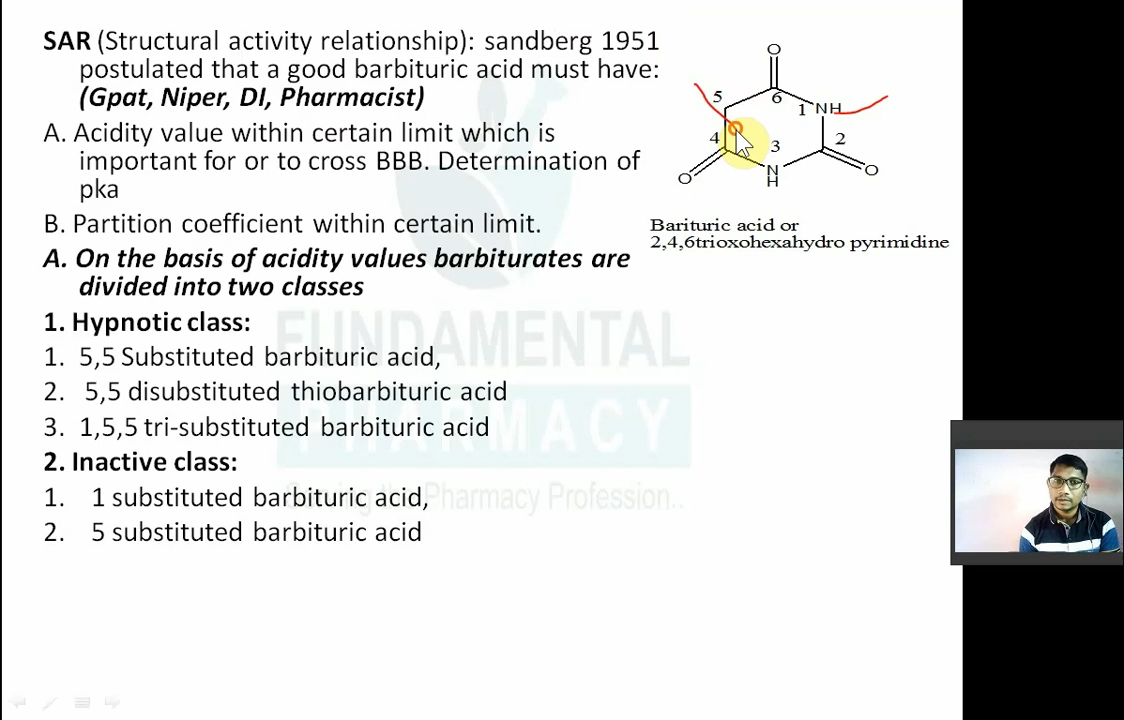 SAR (Structural activity relationship): sandberg 1951
postulated that a good barbituric acid must have:
(Gpat, Niper, DI, Pharmacist)
A. Acidity value within certain limit which is
important for or to cross BBB. Determination of
pka
B. Partition coefficient within certain limit.
A. On the basis of acidity values barbiturates are
divided into two classes
1. Hypnotic class:
1. 5,5 Substituted barbituric acid,
2. 5,5 disubstituted thiobarbituric acid
3. 1,5,5 tri-substituted barbituric acid
2. Inactive class:
1. 1 substituted barbituric acid,
2. 5 substituted barbituric acid
O
5
6
1 NH
4
3
2
O
N
H
O
Barituric acid or
2,4,6trioxohexahydro pyrimidine
FUNDAMENTAL
PHARMACY
Pharmacy Profession..